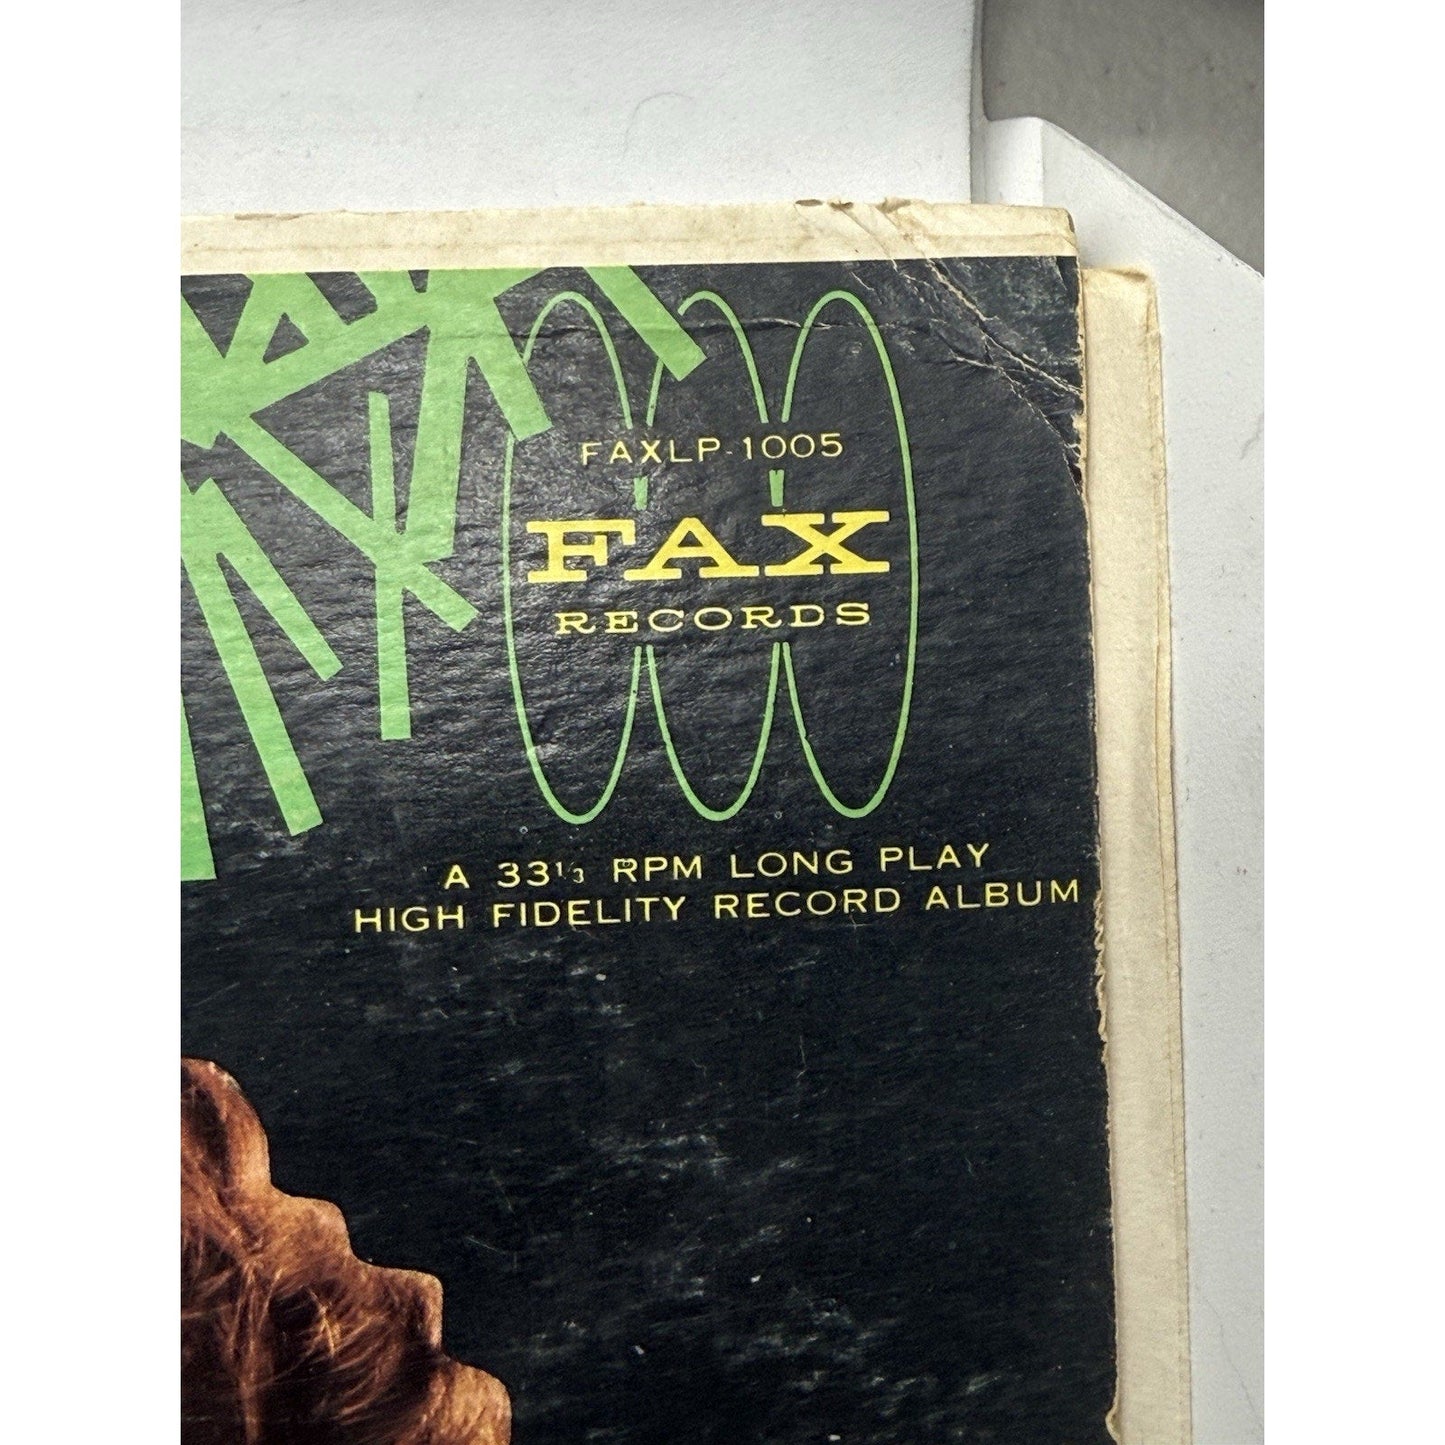 FAXLP-1005
FAX
RECORDS
A 33⅓ RPM LONG PLAY
HIGH FIDELITY RECORD ALBUM